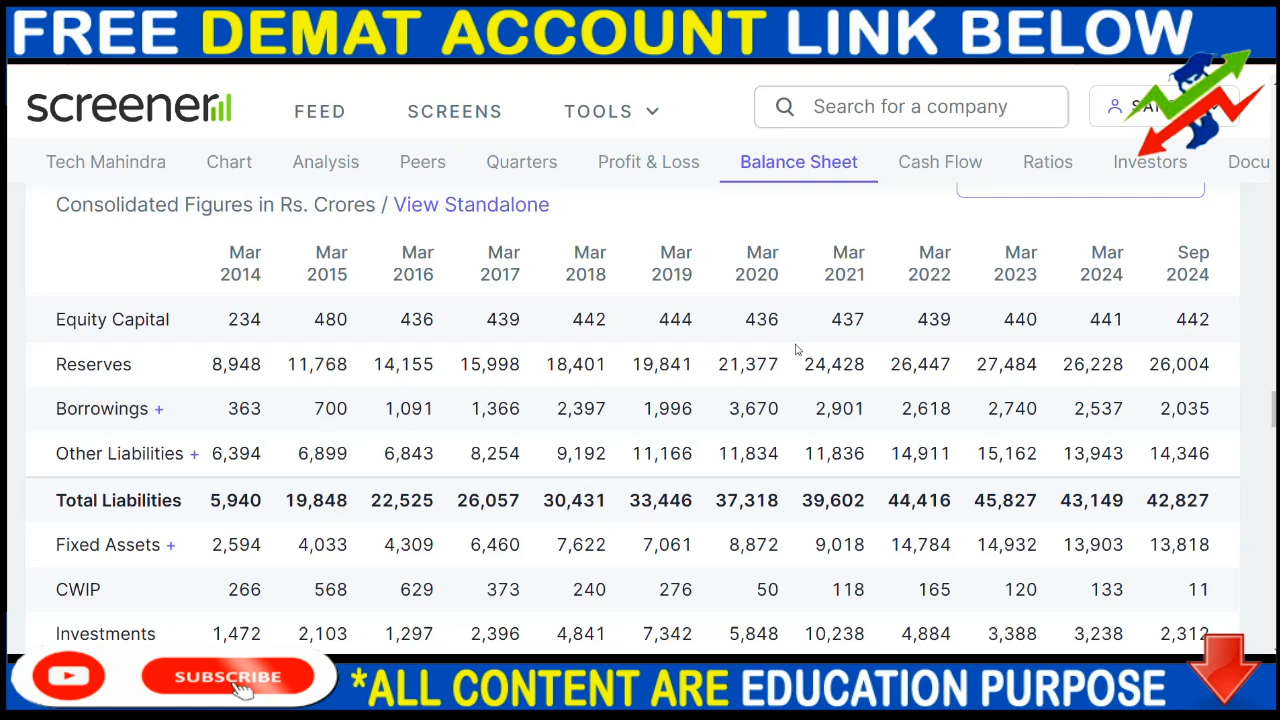 FREE DEMAT ACCOUNT LINK BELOW
screener FEED SCREENS TOOLS Search for a company
Tech Mahindra Chart Analysis Peers Quarters Profit & Loss Balance Sheet Cash Flow Ratios Investors Docu
Consolidated Figures in Rs. Crores / View Standalone
Mar Mar Mar Mar Mar Mar Mar Mar Mar Mar Mar Sep
2014 2015 2016 2017 2018 2019 2020 2021 2022 2023 2024 2024
Equity Capital 234 480 436 439 442 444 436 437 439 440 441 442
Reserves 8,948 11,768 14,155 15,998 18,401 19,841 21,377 24,428 26,447 27,484 26,228 26,004
Borrowings + 363 700 1,091 1,366 2,397 1,996 3,670 2,901 2,618 2,740 2,537 2,035
Other Liabilities + 6,394 6,899 6,843 8,254 9,192 11,166 11,834 11,836 14,911 15,162 13,943 14,346
Total Liabilities 5,940 19,848 22,525 26,057 30,431 33,446 37,318 39,602 44,416 45,827 43,149 42,827
Fixed Assets + 2,594 4,033 4,309 6,460 7,622 7,061 8,872 9,018 14,784 14,932 13,903 13,818
CWIP 266 568 629 373 240 276 50 118 165 120 133 11
Investments 1,472 2,103 1,297 2,396 4,841 7,342 5,848 10,238 4,884 3,388 3,238 2,312
SUBSCRIBE
*ALL CONTENT ARE EDUCATION PURPOSE